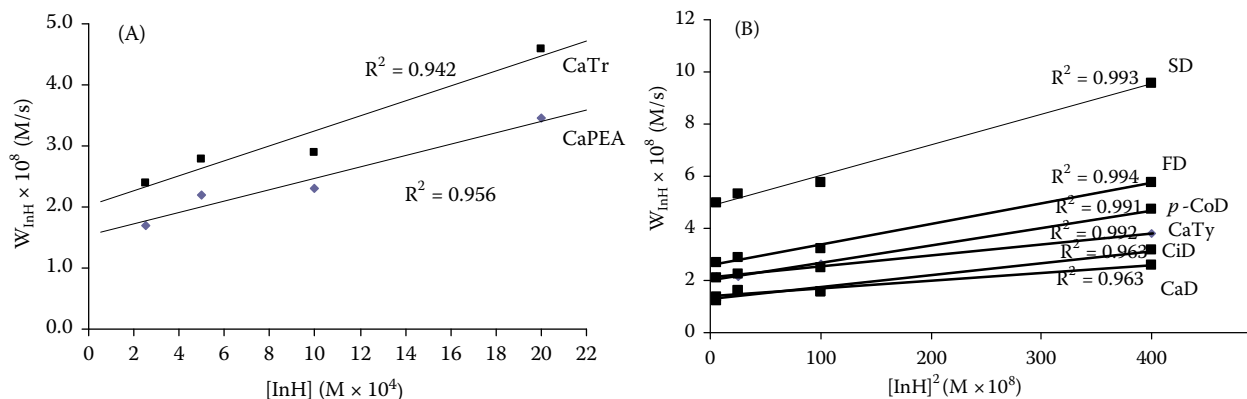 (A)
5.0
4.0
3.0
2.0
1.0
0.0
W_InH × 10^8 (M/s)
R^2 = 0.942
CaTr
CaPEA
R^2 = 0.956
0 2 4 6 8 10 12 14 16 18 20 22
[InH] (M × 10^4)
(B)
12
10
8
6
4
2
0
W_InH × 10^8 (M/s)
R^2 = 0.993
SD
R^2 = 0.994
FD
R^2 = 0.991
p-CoD
R^2 = 0.992
CaTy
R^2 = 0.963
CiD
R^2 = 0.963
CaD
0 100 200 300 400
[InH]^2 (M × 10^8)